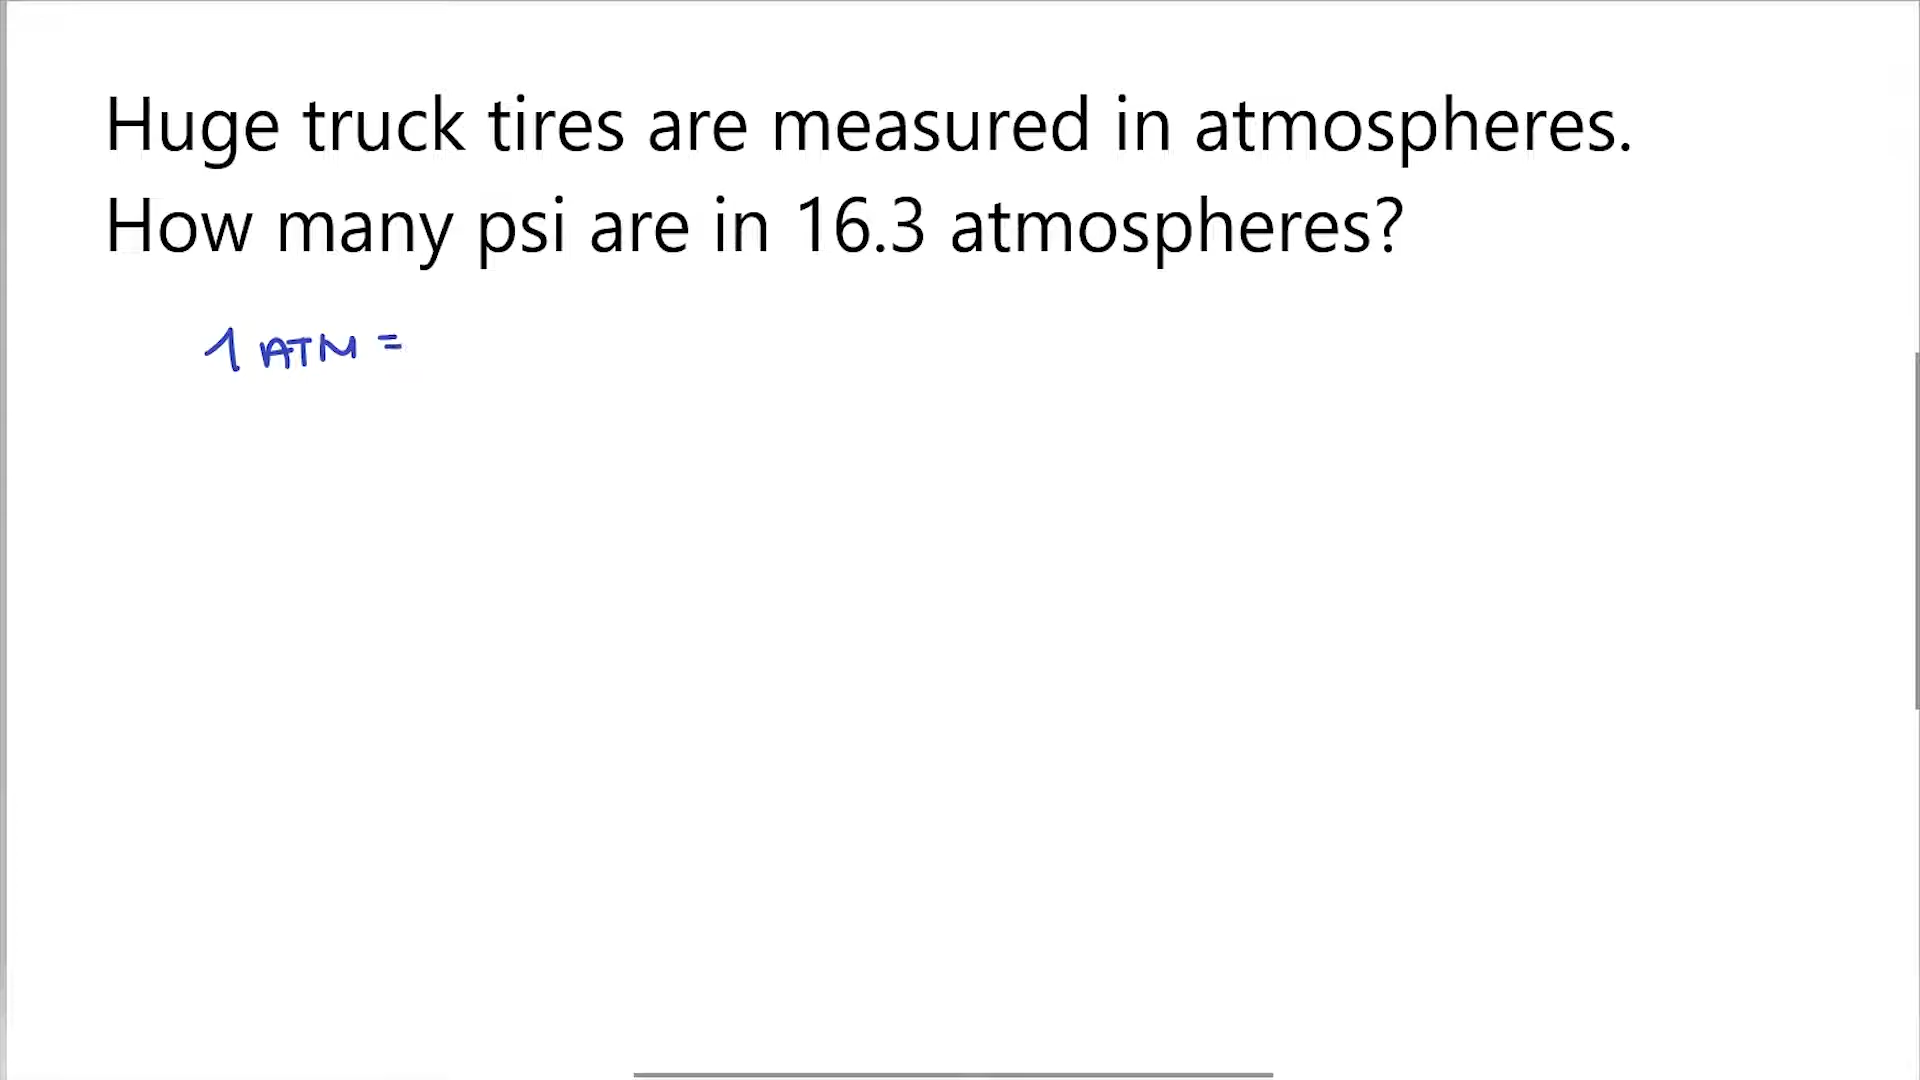 Huge truck tires are measured in atmospheres.
How many psi are in 16.3 atmospheres?
1 ATM =